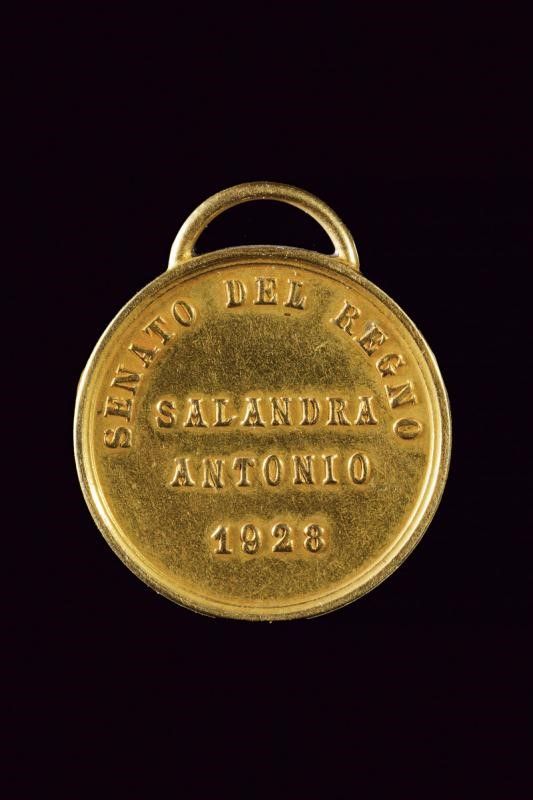 SENATO DEL REGNO
SALANDRA
ANTONIO
1928